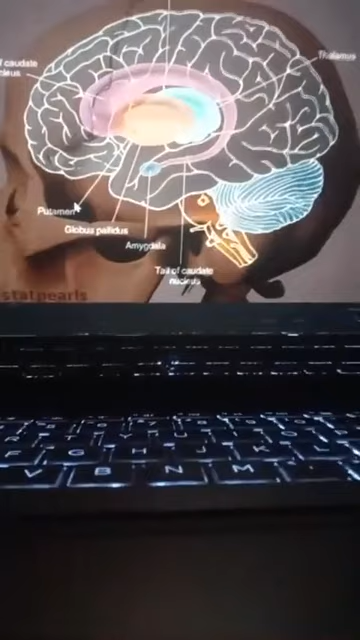 f caudate
cleus
Thalamus
Putamen
Globus pallidus
Amygdala
Tail of caudate
nucleus
statpearls
E R T Y U I O P
F G H J K L
V B N M